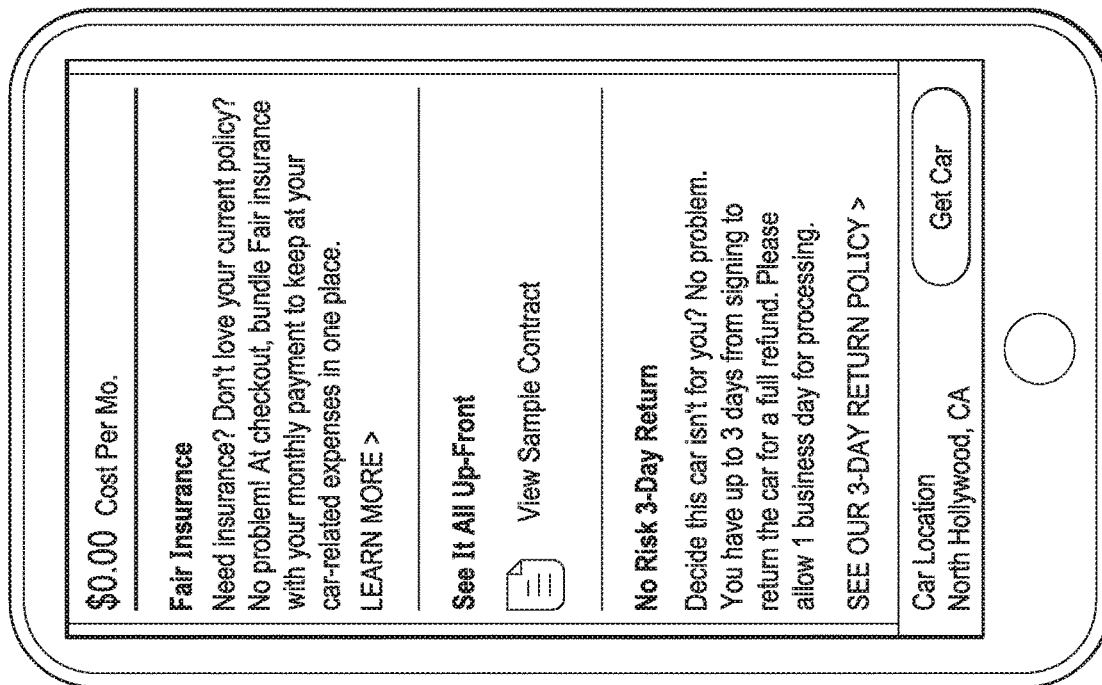 $0.00 Cost Per Mo.
Fair Insurance
Need insurance? Don't love your current policy?
No problem! At checkout, bundle Fair insurance
with your monthly payment to keep at your
car-related expenses in one place.
LEARN MORE >
See It All Up-Front
View Sample Contract
No Risk 3-Day Return
Decide this car isn't for you? No problem.
You have up to 3 days from signing to
return the car for a full refund. Please
allow 1 business day for processing.
SEE OUR 3-DAY RETURN POLICY >
Car Location
North Hollywood, CA
Get Car